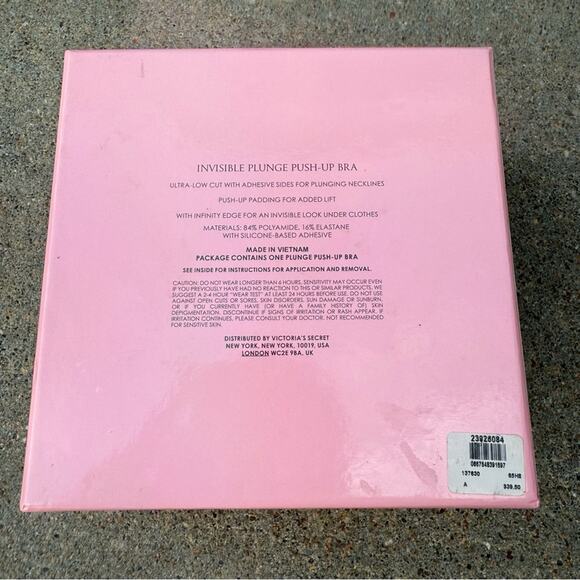 INVISIBLE PLUNGE PUSH-UP BRA
ULTRA-LOW CUT WITH ADHESIVE SIDES FOR PLUNGING NECKLINES
PUSH-UP PADDING FOR ADDED LIFT
WITH INFINITY EDGE FOR AN INVISIBLE LOOK UNDER CLOTHES
MATERIALS: 84% POLYAMIDE, 16% ELASTANE
WITH SILICONE-BASED ADHESIVE
MADE IN VIETNAM
PACKAGE CONTAINS ONE PLUNGE PUSH-UP BRA
SEE INSIDE FOR INSTRUCTIONS FOR APPLICATION AND REMOVAL.
CAUTION: DO NOT WEAR LONGER THAN 6 HOURS. SENSITIVITY MAY OCCUR EVEN
IF YOU PREVIOUSLY HAVE HAD NO REACTION TO THIS OR SIMILAR PRODUCTS. WE
SUGGEST A 2-4 HOUR "WEAR TEST" AT LEAST 24 HOURS BEFORE USE. DO NOT USE
AGAINST OPEN CUTS OR SORES, SKIN DISORDERS, SUN DAMAGE OR SUNBURN,
OR IF YOU CURRENTLY HAVE (OR HAVE A FAMILY HISTORY OF) SKIN
DEPIGMENTATION. DISCONTINUE IF SIGNS OF IRRITATION OR RASH APPEAR. IF
IRRITATION CONTINUES, PLEASE CONSULT YOUR DOCTOR. NOT RECOMMENDED
FOR SENSITIVE SKIN.
DISTRIBUTED BY VICTORIA'S SECRET
NEW YORK, NEW YORK, 10019, USA
LONDON WC2E 9BA, UK
23926084
0667548391597
137630 65H8
A $39.50